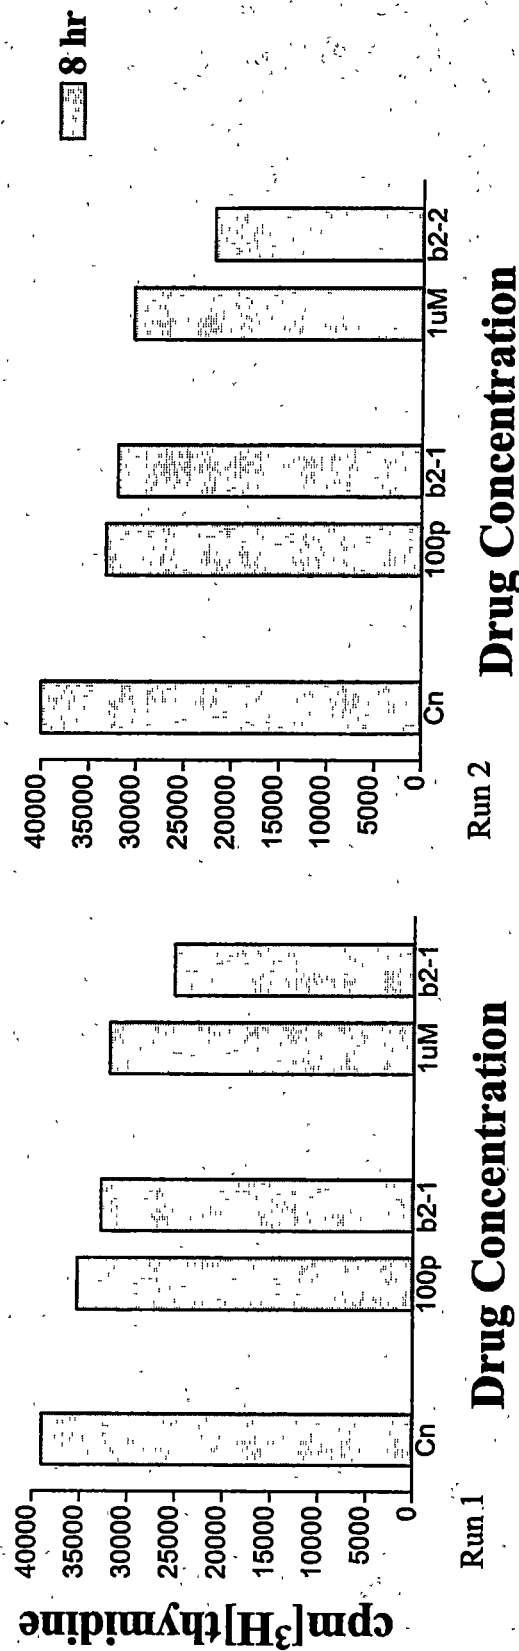 cpm[³H]thymidine
40000
35000
30000
25000
20000
15000
10000
5000
0
Cn 100p b2-1 1uM b2-1
Drug Concentration
Run 1
40000
35000
30000
25000
20000
15000
10000
5000
0
Cn 100p b2-1 1uM b2-2
Drug Concentration
Run 2
8 hr